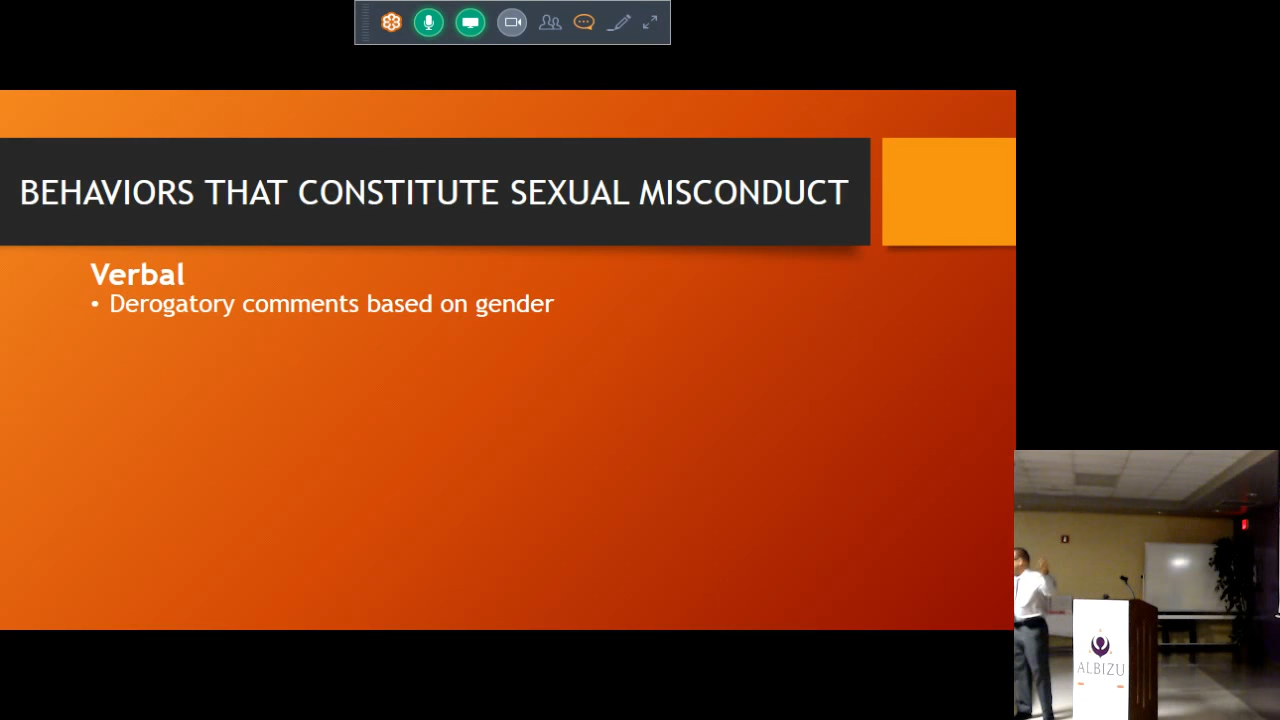 BEHAVIORS THAT CONSTITUTE SEXUAL MISCONDUCT
Verbal
• Derogatory comments based on gender
ALBIZU